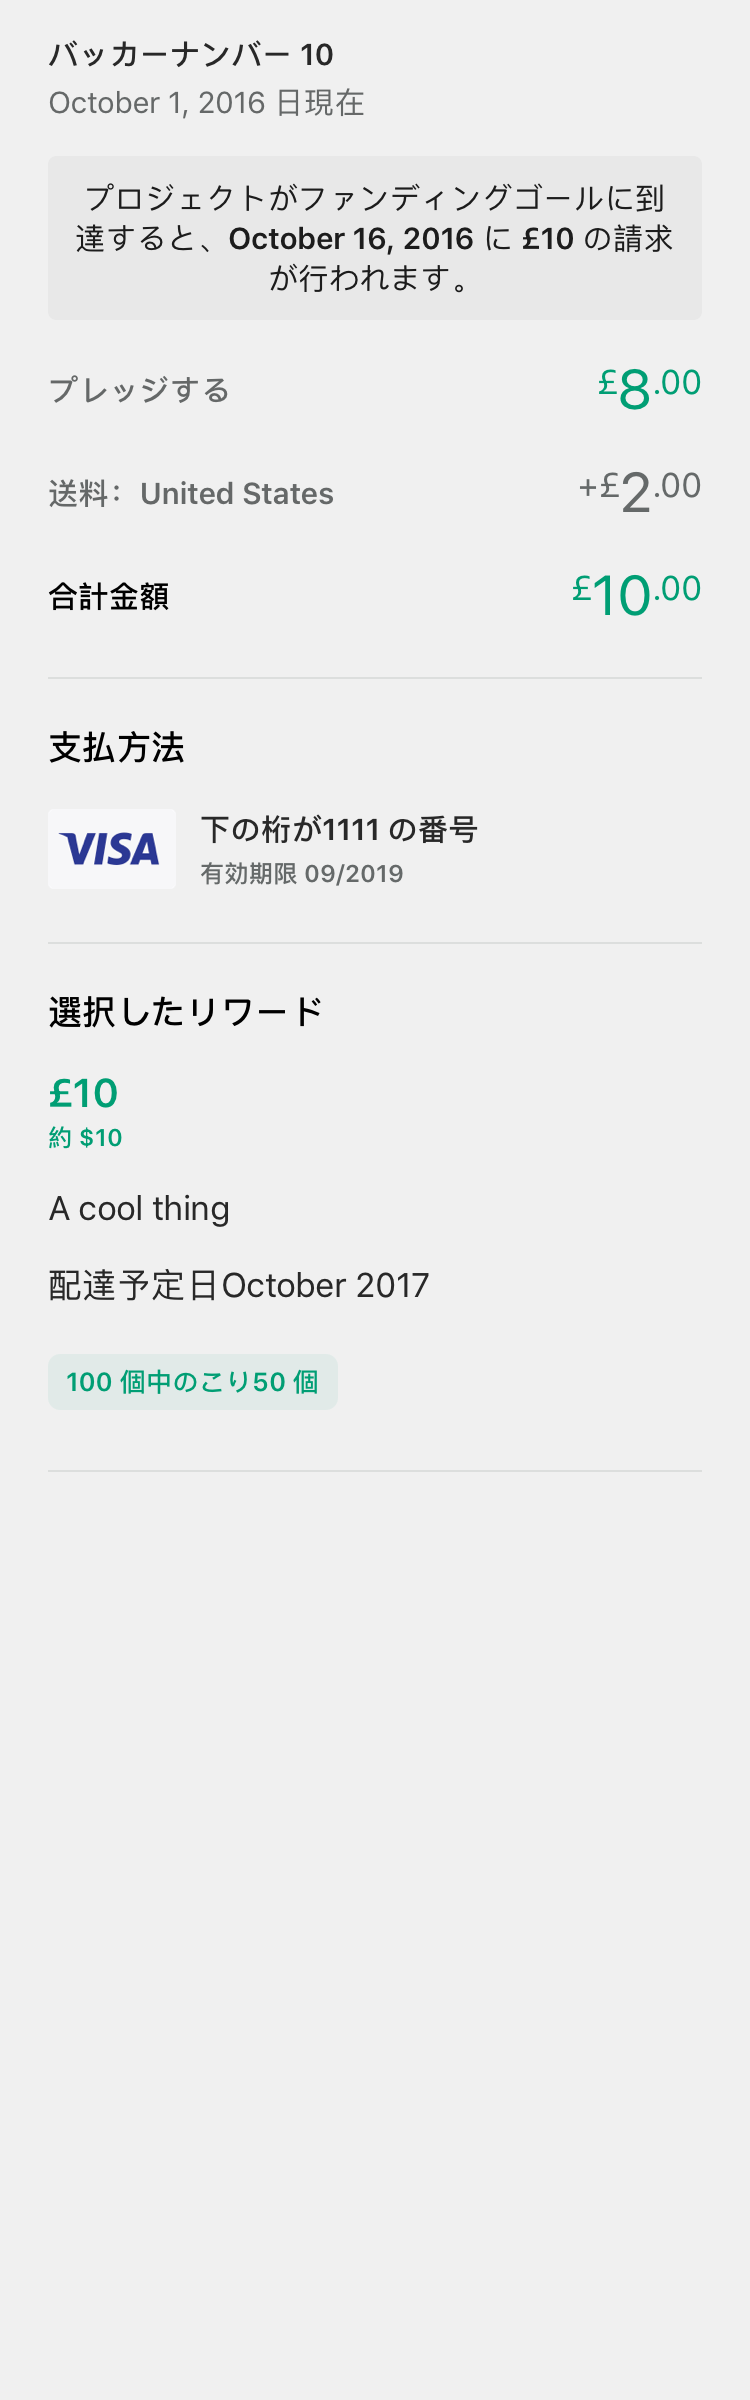 バッカーナンバー 10
October 1, 2016 日現在
プロジェクトがファンディングゴールに到
達すると、October 16, 2016 に £10 の請求
が行われます。
プレッジする £8.00
送料： United States +£2.00
合計金額 £10.00
支払方法
VISA
下の桁が1111 の番号
有効期限 09/2019
選択したリワード
£10
約 $10
A cool thing
配達予定日October 2017
100 個中のこり50 個